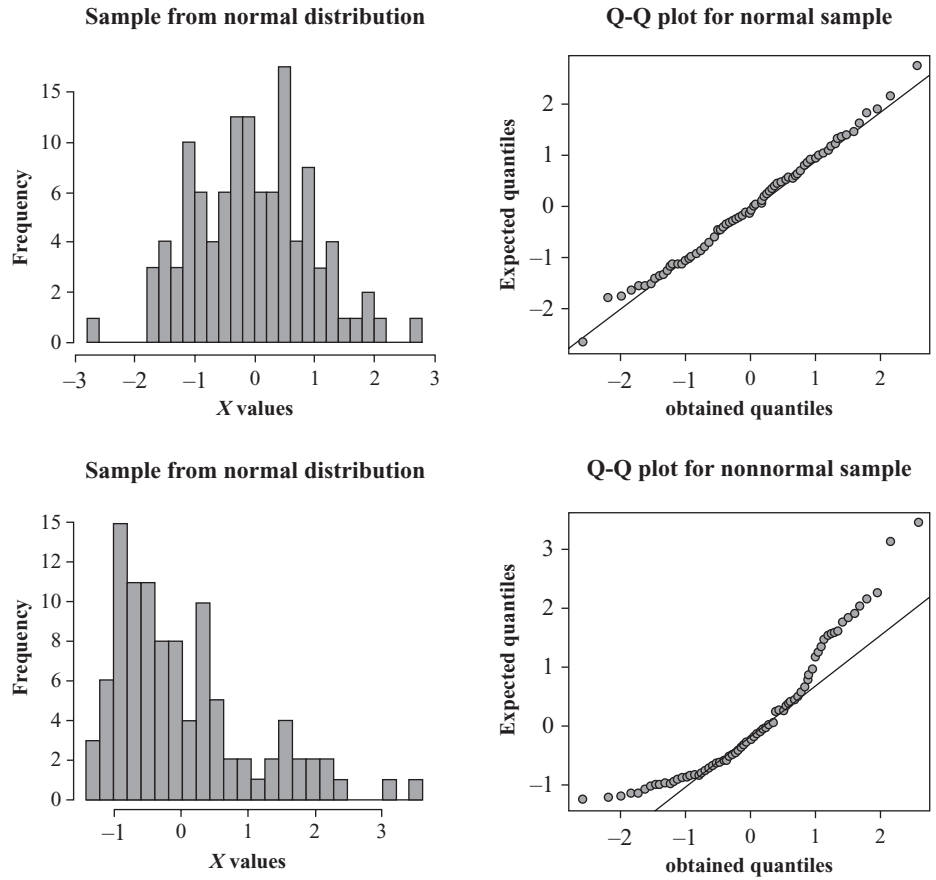 Sample from normal distribution
Q-Q plot for normal sample
Frequency
15
10
6
4
2
0
−3 −2 −1 0 1 2 3
X values
Expected quantiles
2
1
0
−1
−2
−2 −1 0 1 2
obtained quantiles
Sample from normal distribution
Q-Q plot for nonnormal sample
Frequency
15
12
10
8
6
4
2
0
−1 0 1 2 3
X values
Expected quantiles
3
2
1
0
−1
−2 −1 0 1 2
obtained quantiles